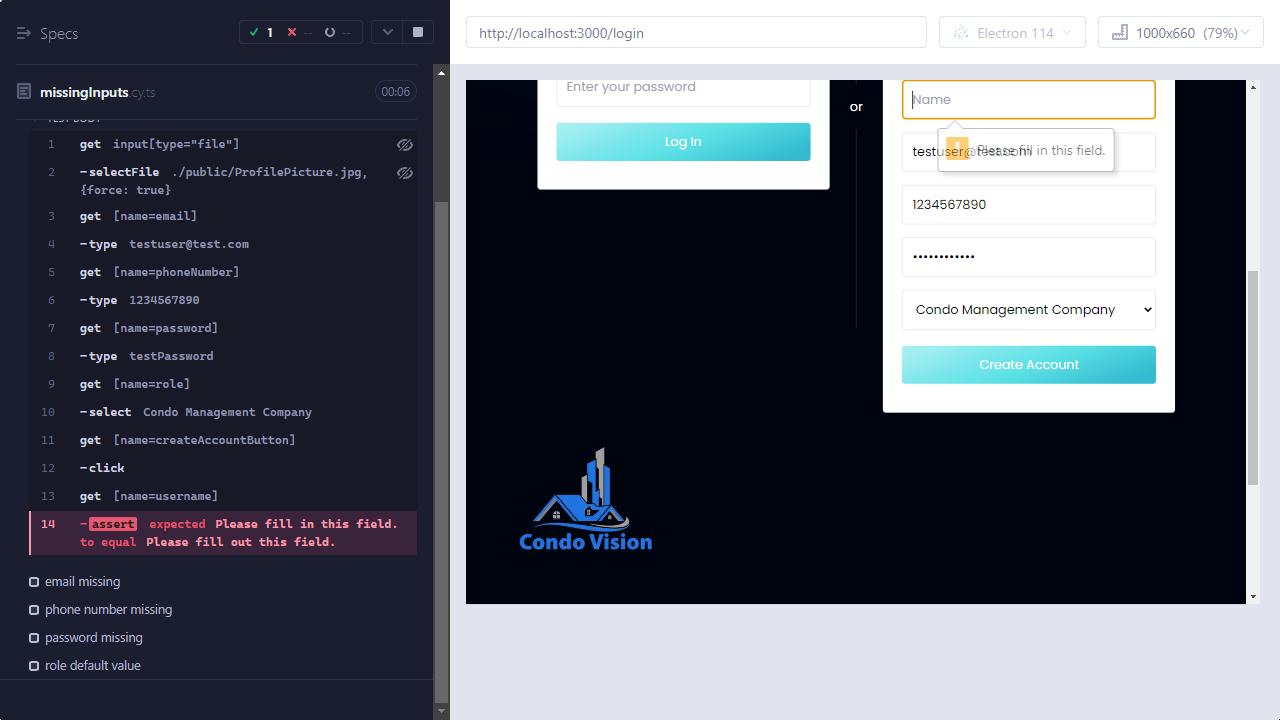 Specs
1 -- --
missingInputs.cy.ts 00:06
TEST BODY
1 get input[type="file"]
2 -selectFile ./public/ProfilePicture.jpg,
{force: true}
3 get [name=email]
4 -type testuser@test.com
5 get [name=phoneNumber]
6 -type 1234567890
7 get [name=password]
8 -type testPassword
9 get [name=role]
10 -select Condo Management Company
11 get [name=createAccountButton]
12 -click
13 get [name=username]
14 -assert expected Please fill in this field.
to equal Please fill out this field.
email missing
phone number missing
password missing
role default value
http://localhost:3000/login
Electron 114
1000x660 (79%)
Enter your password
Log In
or
Name
Please fill in this field.
testuser@test.com
1234567890
••••••••••••
Condo Management Company
Create Account
Condo Vision